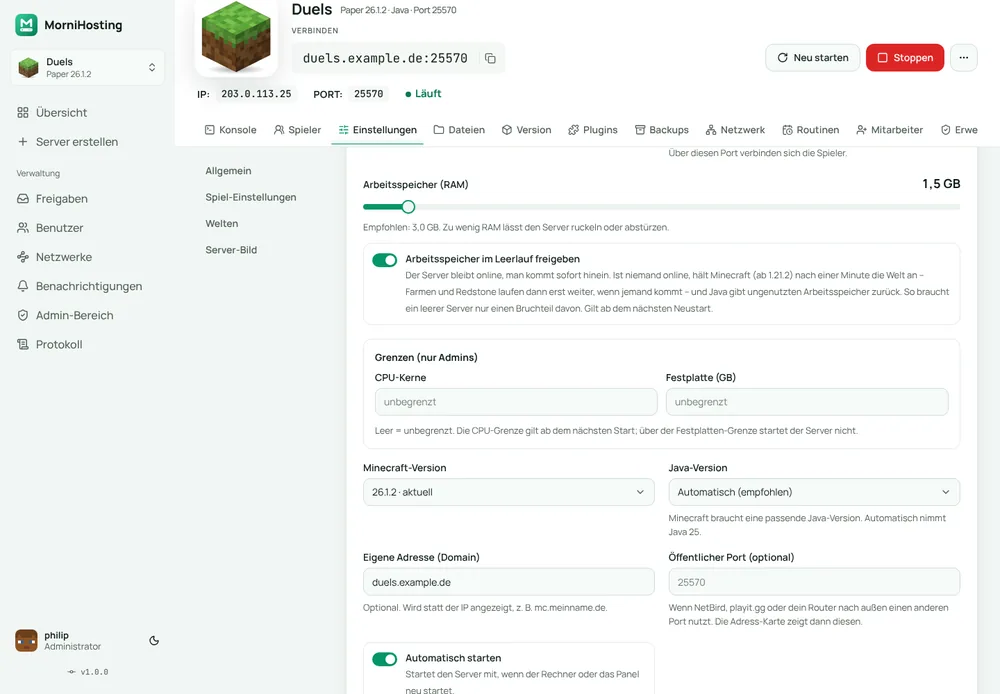 MorniHosting
Duels
Paper 26.1.2
Übersicht
Server erstellen
Verwaltung
Freigaben
Benutzer
Netzwerke
Benachrichtigungen
Admin-Bereich
Protokoll
philip
Administrator
v1.0.0
Duels Paper 26.1.2 · Java · Port 25570
VERBINDEN
duels.example.de:25570
Neu starten
Stoppen
IP: 203.0.113.25 PORT: 25570 Läuft
Konsole Spieler Einstellungen Dateien Version Plugins Backups Netzwerk Routinen Mitarbeiter Erwe
Allgemein
Spiel-Einstellungen
Welten
Server-Bild
Über diesen Port verbinden sich die Spieler.
Arbeitsspeicher (RAM) 1,5 GB
Empfohlen: 3,0 GB. Zu wenig RAM lässt den Server ruckeln oder abstürzen.
Arbeitsspeicher im Leerlauf freigeben
Der Server bleibt online, man kommt sofort hinein. Ist niemand online, hält Minecraft (ab 1.21.2) nach einer Minute die Welt an –
Farmen und Redstone laufen dann erst weiter, wenn jemand kommt – und Java gibt ungenutzten Arbeitsspeicher zurück. So braucht
ein leerer Server nur einen Bruchteil davon. Gilt ab dem nächsten Neustart.
Grenzen (nur Admins)
CPU-Kerne Festplatte (GB)
unbegrenzt unbegrenzt
Leer = unbegrenzt. Die CPU-Grenze gilt ab dem nächsten Start; über der Festplatten-Grenze startet der Server nicht.
Minecraft-Version Java-Version
26.1.2 · aktuell Automatisch (empfohlen)
Minecraft braucht eine passende Java-Version. Automatisch nimmt
Java 25.
Eigene Adresse (Domain) Öffentlicher Port (optional)
duels.example.de 25570
Optional. Wird statt der IP angezeigt, z. B. mc.meinname.de.
Wenn NetBird, playit.gg oder dein Router nach außen einen anderen
Port nutzt. Die Adress-Karte zeigt dann diesen.
Automatisch starten
Startet den Server mit, wenn der Rechner oder das Panel
neu startet.